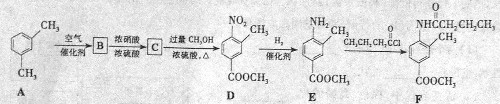 CH₃
CH₃
A
空气
催化剂
B
浓硝酸
浓硫酸
C
过量 CH₃OH
浓硫酸,△
NO₂
CH₃
COOCH₃
D
H₂
催化剂
NH₂
CH₃
COOCH₃
E
CH₃CH₂CH₂CCl
O
O
NHCCH₂CH₂CH₃
CH₃
COOCH₃
F